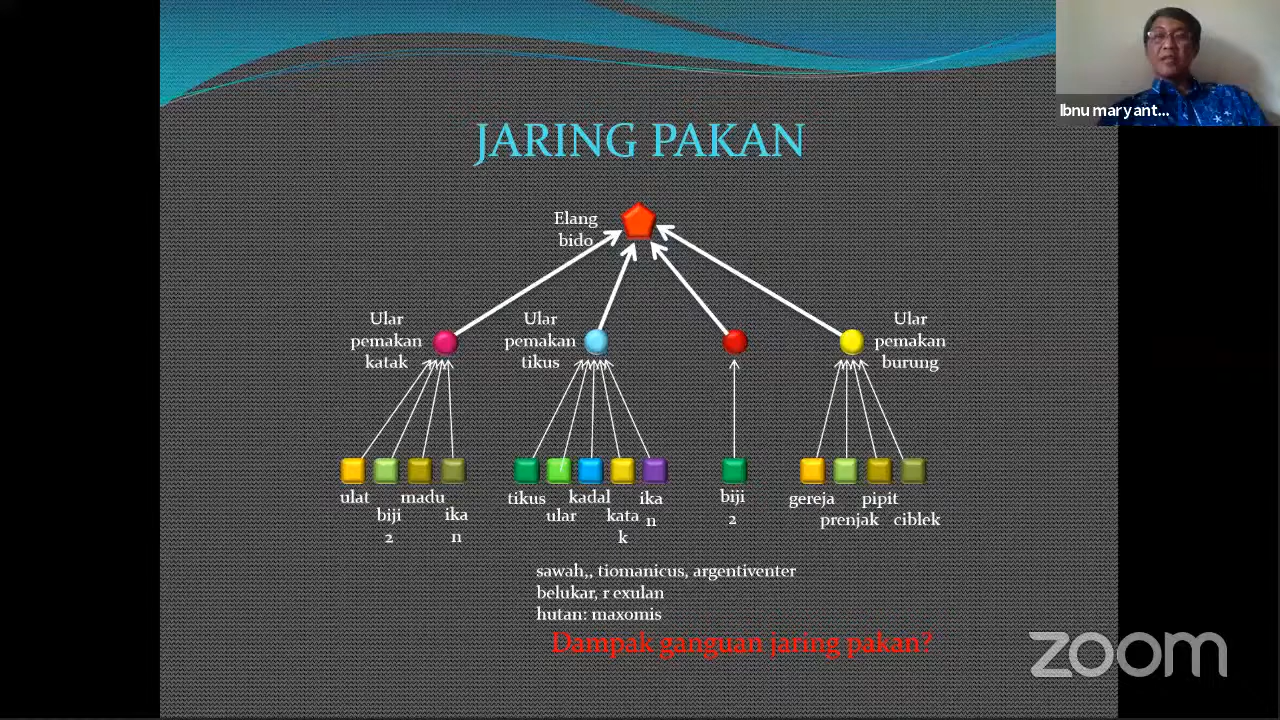 Ibnu maryant...
JARING PAKAN
Elang
bido
Ular
pemakan
katak
Ular
pemakan
tikus
Ular
pemakan
burung
ulat
biji
2
madu
ika
n
tikus
ular
kadal
kata
k
ika
n
biji
2
gereja
prenjak
pipit
ciblek
sawah,, tiomanicus, argentiventer
belukar, r exulan
hutan: maxomis
Dampak ganguan jaring pakan?
zoom